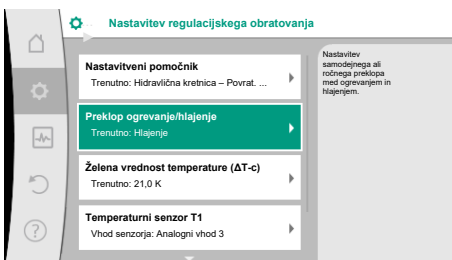 Nastavitev regulacijskega obratovanja
Nastavitveni pomočnik
Trenutno: Hidravlična kretnica – Povrat. ...
Preklop ogrevanje/hlajenje
Trenutno: Hlajenje
Želena vrednost temperature (ΔT-c)
Trenutno: 21,0 K
Temperaturni senzor T1
Vhod senzorja: Analogni vhod 3
Nastavitev
samodejnega ali
ročnega preklopa
med ogrevanjem in
hlajenjem.